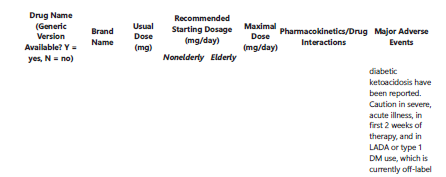 Drug Name
(Generic
Version
Available? Y =
yes, N = no)
Brand
Name
Usual
Dose
(mg)
Recommended
Starting Dosage
(mg/day)
Nonelderly Elderly
Maximal
Dose
(mg/day)
Pharmacokinetics/Drug
Interactions
Major Adverse
Events
diabetic
ketoacidosis have
been reported.
Caution in severe,
acute illness, in
first 2 weeks of
therapy, and in
LADA or type 1
DM use, which is
currently off-label